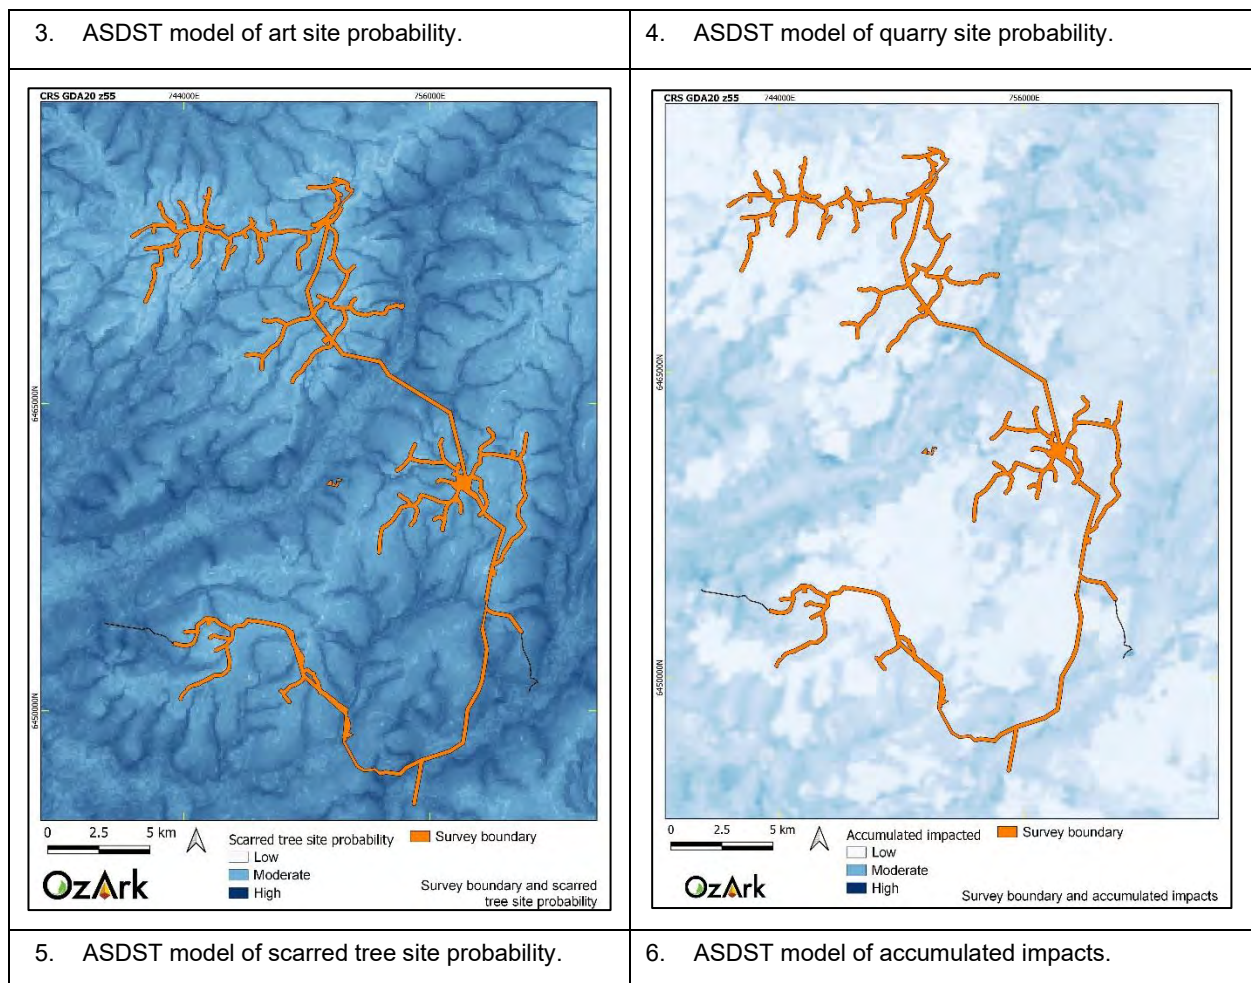 3. ASDST model of art site probability.
4. ASDST model of quarry site probability.
CRS GDA20 z55
744000E
756000E
6465000N
6450000N
0 2.5 5 km
Scarred tree site probability
Low
Moderate
High
Survey boundary
OzArk
Survey boundary and scarred
tree site probability
CRS GDA20 z55
744000E
756000E
6465000N
6450000N
0 2.5 5 km
Accumulated impacted
Low
Moderate
High
Survey boundary
OzArk
Survey boundary and accumulated impacts
5. ASDST model of scarred tree site probability.
6. ASDST model of accumulated impacts.